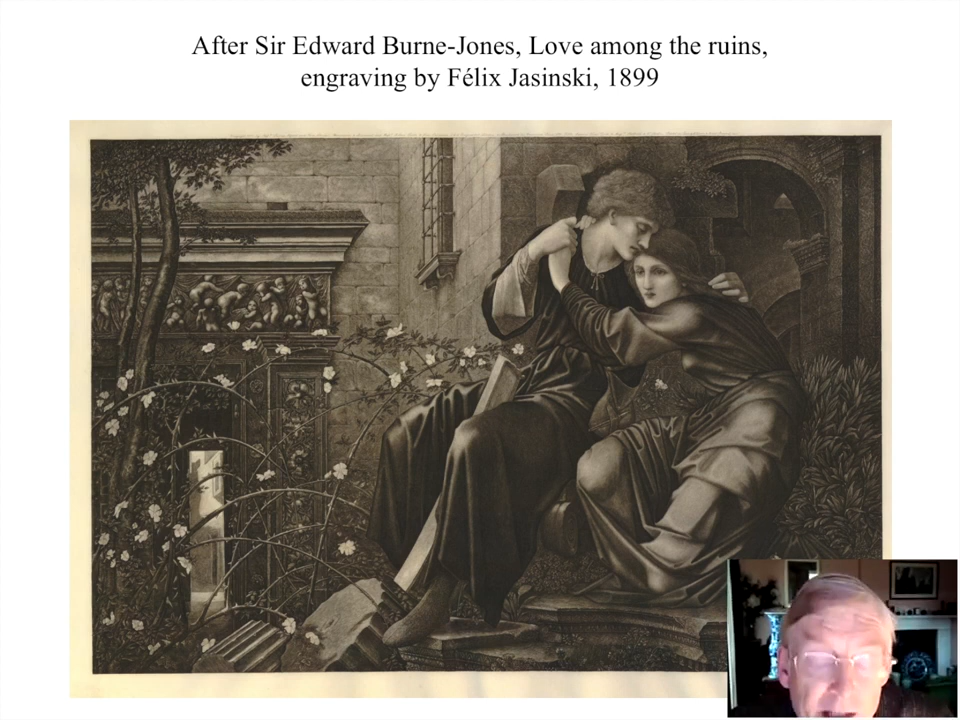 After Sir Edward Burne-Jones, Love among the ruins,
engraving by Félix Jasinski, 1899